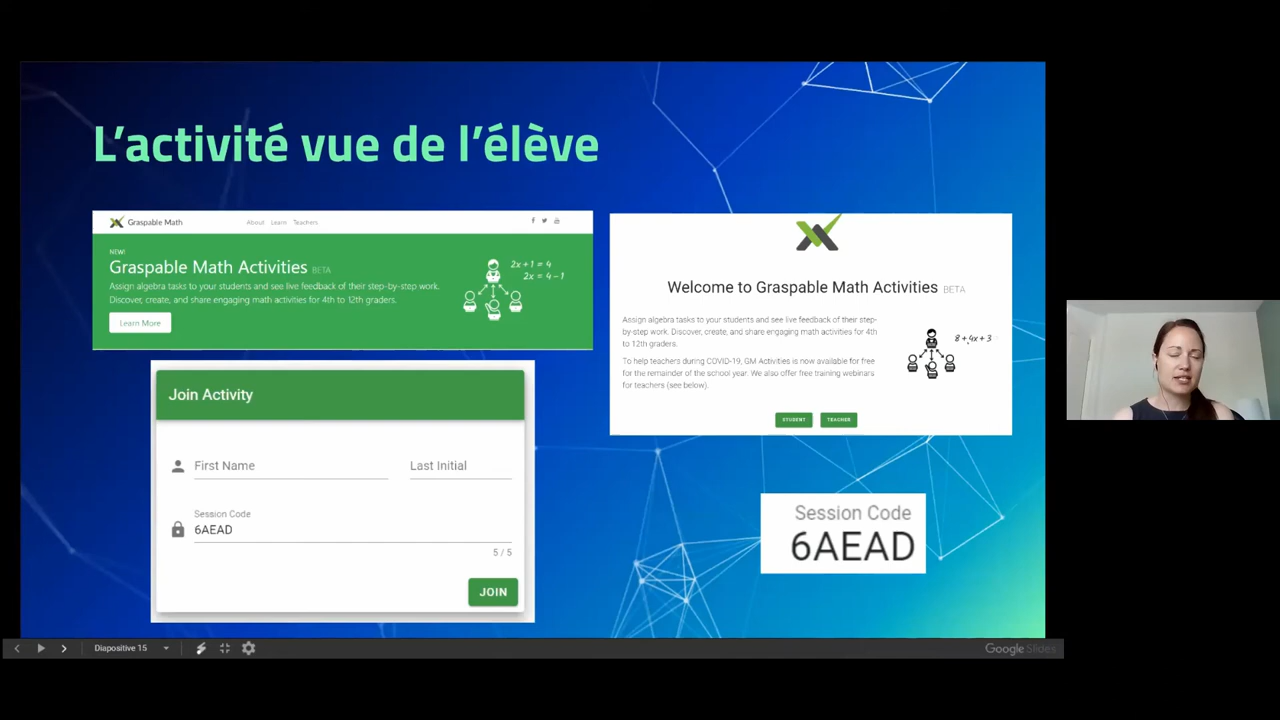 L’activité vue de l’élève
Graspable Math
About Learn Teachers
NEW!
Graspable Math Activities BETA
Assign algebra tasks to your students and see live feedback of their step-by-step work.
Discover, create, and share engaging math activities for 4th to 12th graders.
Learn More
2x + 1 = 4
2x = 4 - 1
Welcome to Graspable Math Activities BETA
Assign algebra tasks to your students and see live feedback of their step-
by-step work. Discover, create, and share engaging math activities for 4th
to 12th graders.
To help teachers during COVID-19, GM Activities is now available for free
for the remainder of the school year. We also offer free training webinars
for teachers (see below).
8 + 4x + 3
STUDENT TEACHER
Join Activity
First Name Last Initial
Session Code
6AEAD
5 / 5
JOIN
Session Code
6AEAD
Diapositive 15
Google Slides